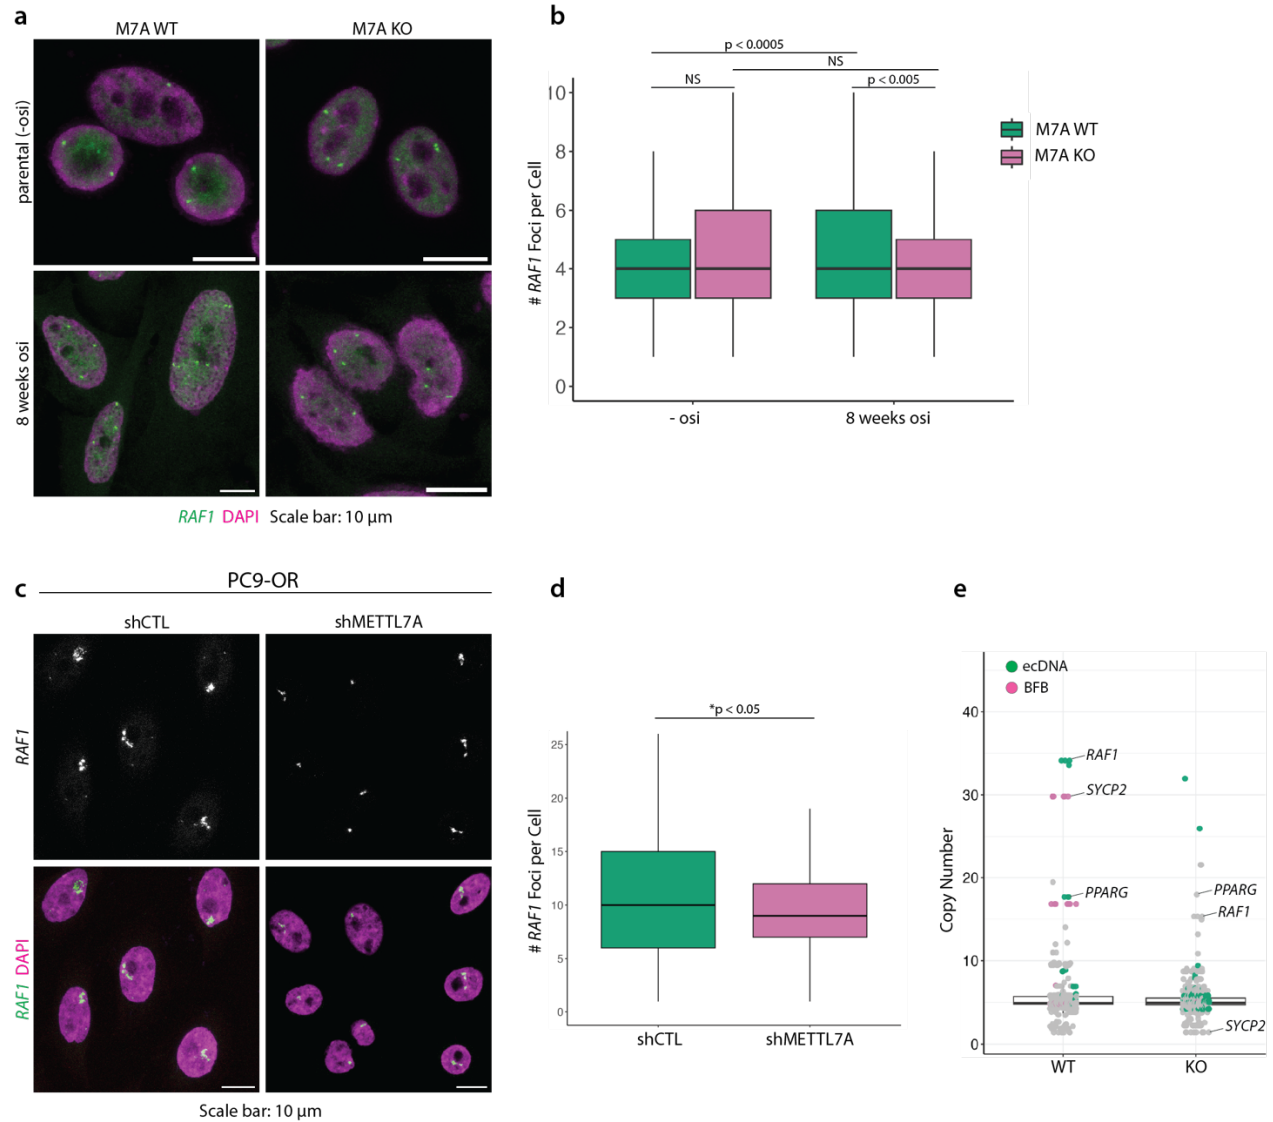 a
M7A WT
M7A KO
parental (-osi)
8 weeks osi
RAF1 DAPI Scale bar: 10 µm
b
p < 0.0005
NS
NS
p < 0.005
# RAF1 Foci per Cell
10
8
6
4
2
0
- osi
8 weeks osi
M7A WT
M7A KO
c
PC9-OR
shCTL
shMETTL7A
RAF1
RAF1 DAPI
Scale bar: 10 µm
d
*p < 0.05
# RAF1 Foci per Cell
25
20
15
10
5
0
shCTL
shMETTL7A
e
ecDNA
BFB
Copy Number
40
30
20
10
0
RAF1
SYCP2
PPARG
PPARG
RAF1
SYCP2
WT
KO